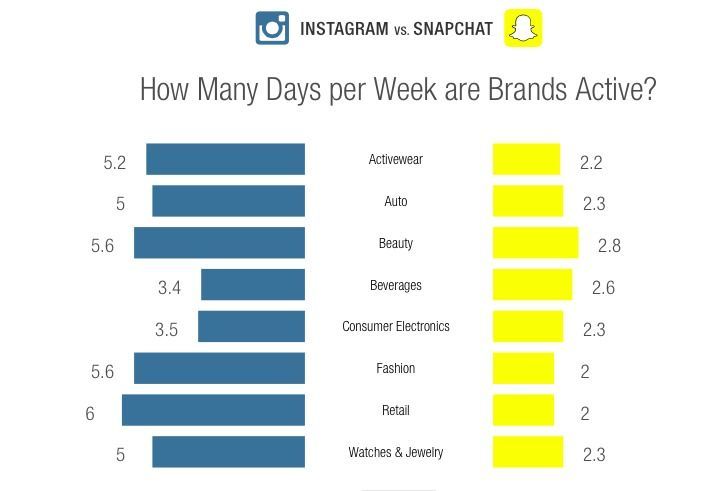 INSTAGRAM vs. SNAPCHAT
How Many Days per Week are Brands Active?
5.2 Activewear 2.2
5 Auto 2.3
5.6 Beauty 2.8
3.4 Beverages 2.6
3.5 Consumer Electronics 2.3
5.6 Fashion 2
6 Retail 2
5 Watches & Jewelry 2.3